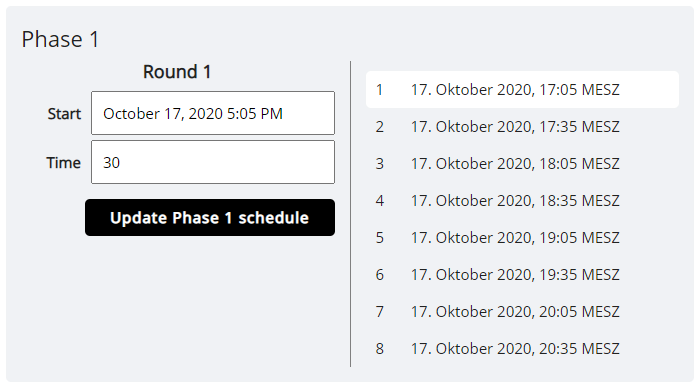 Phase 1
Round 1
Start October 17, 2020 5:05 PM
Time 30
Update Phase 1 schedule
1 17. Oktober 2020, 17:05 MESZ
2 17. Oktober 2020, 17:35 MESZ
3 17. Oktober 2020, 18:05 MESZ
4 17. Oktober 2020, 18:35 MESZ
5 17. Oktober 2020, 19:05 MESZ
6 17. Oktober 2020, 19:35 MESZ
7 17. Oktober 2020, 20:05 MESZ
8 17. Oktober 2020, 20:35 MESZ